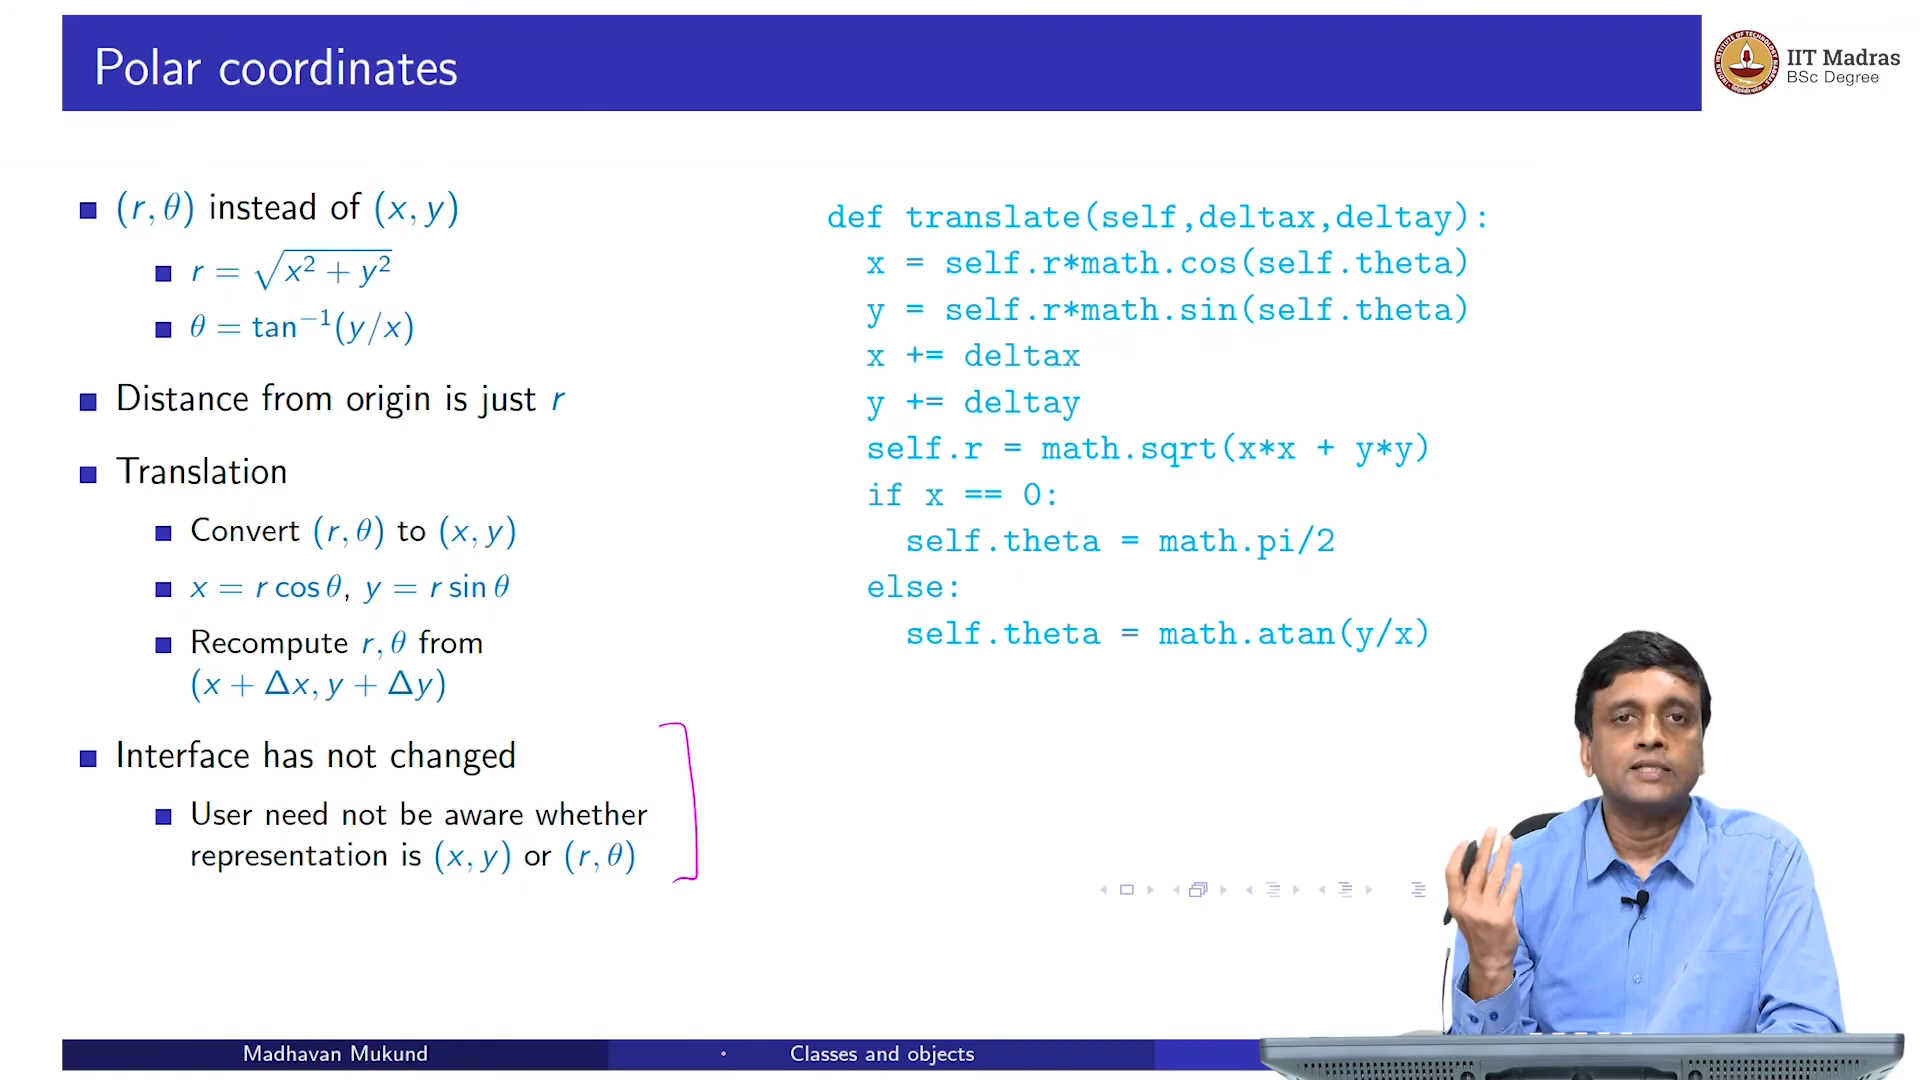 Polar coordinates
IIT Madras
BSc Degree
(r, θ) instead of (x, y)
r = √x² + y²
θ = tan⁻¹(y/x)
Distance from origin is just r
Translation
Convert (r, θ) to (x, y)
x = r cos θ, y = r sin θ
Recompute r, θ from
(x + Δx, y + Δy)
Interface has not changed
User need not be aware whether
representation is (x, y) or (r, θ)
def translate(self,deltax,deltay):
x = self.r*math.cos(self.theta)
y = self.r*math.sin(self.theta)
x += deltax
y += deltay
self.r = math.sqrt(x*x + y*y)
if x == 0:
self.theta = math.pi/2
else:
self.theta = math.atan(y/x)
Madhavan Mukund
Classes and objects